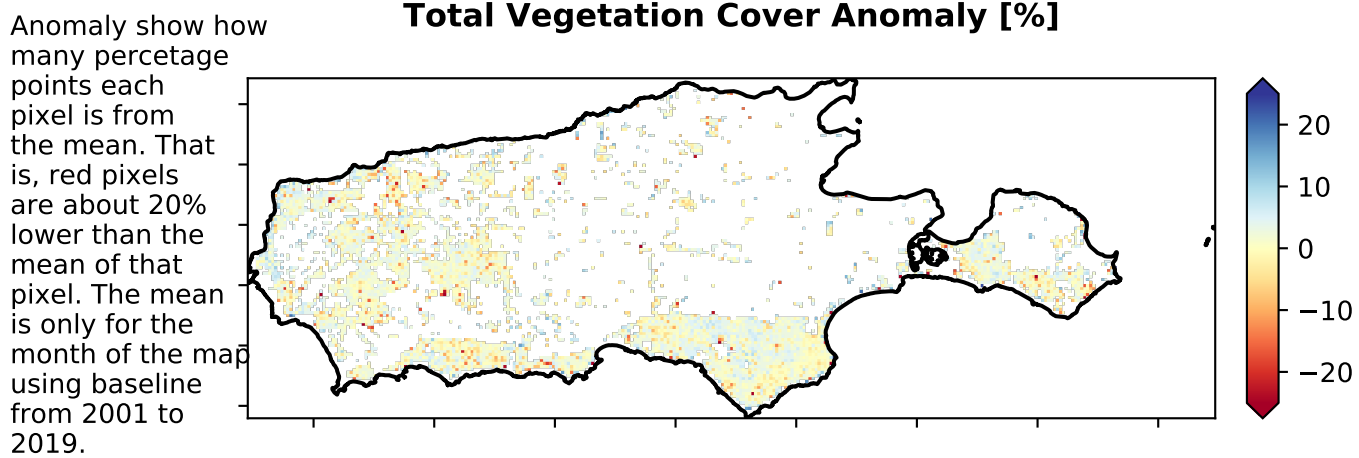 Total Vegetation Cover Anomaly [%]
Anomaly show how
many percetage
points each
pixel is from
the mean. That
is, red pixels
are about 20%
lower than the
mean of that
pixel. The mean
is only for the
month of the map
using baseline
from 2001 to
2019.
20
10
0
−10
−20